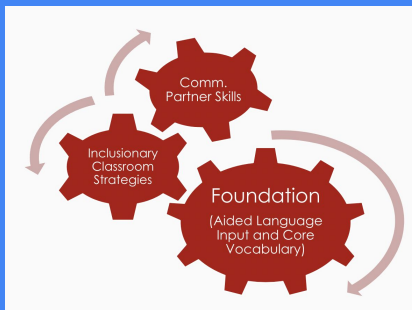 Comm.
Partner Skills
Inclusionary
Classroom
Strategies
Foundation
(Aided Language
Input and Core
Vocabulary)